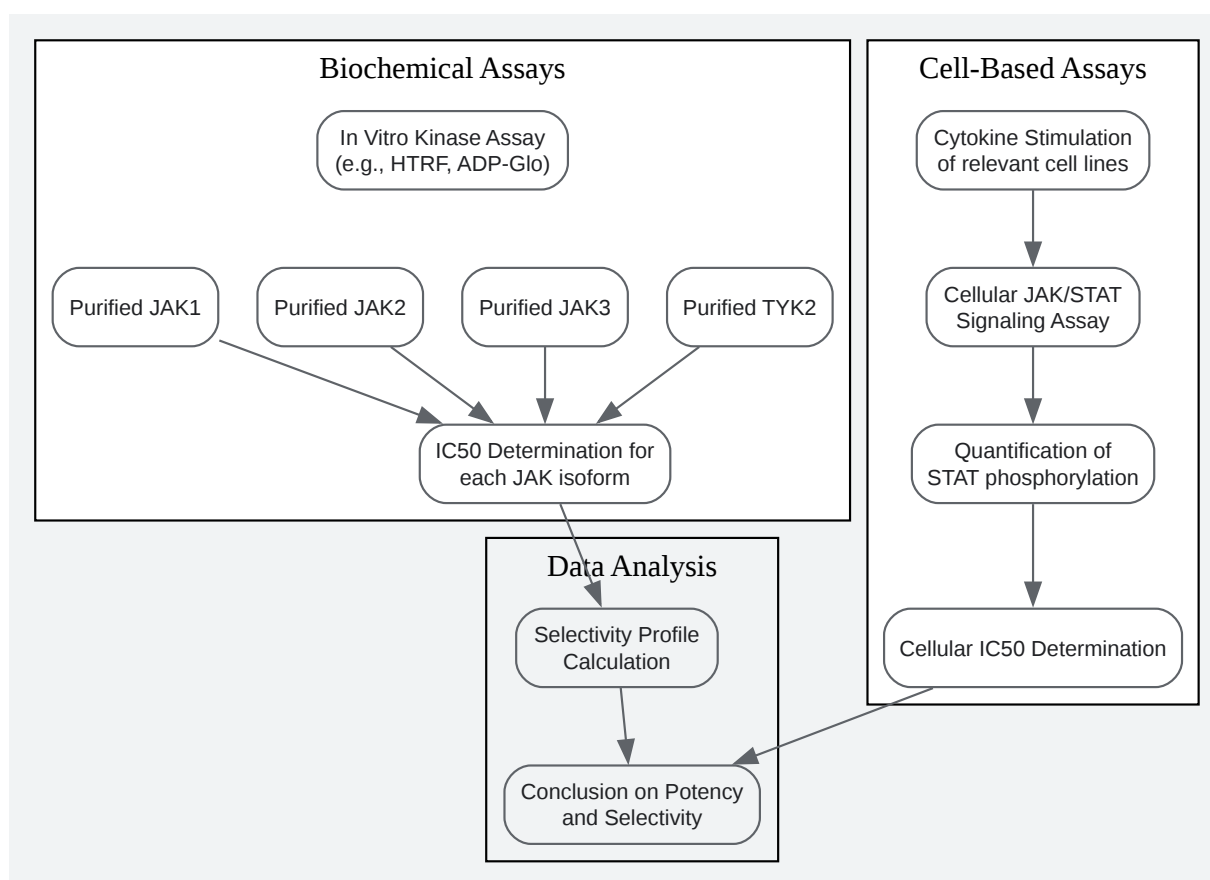 Biochemical Assays
In Vitro Kinase Assay
(e.g., HTRF, ADP-Glo)
Purified JAK1
Purified JAK2
Purified JAK3
Purified TYK2
IC50 Determination for
each JAK isoform
Cell-Based Assays
Cytokine Stimulation
of relevant cell lines
Cellular JAK/STAT
Signaling Assay
Quantification of
STAT phosphorylation
Cellular IC50 Determination
Data Analysis
Selectivity Profile
Calculation
Conclusion on Potency
and Selectivity